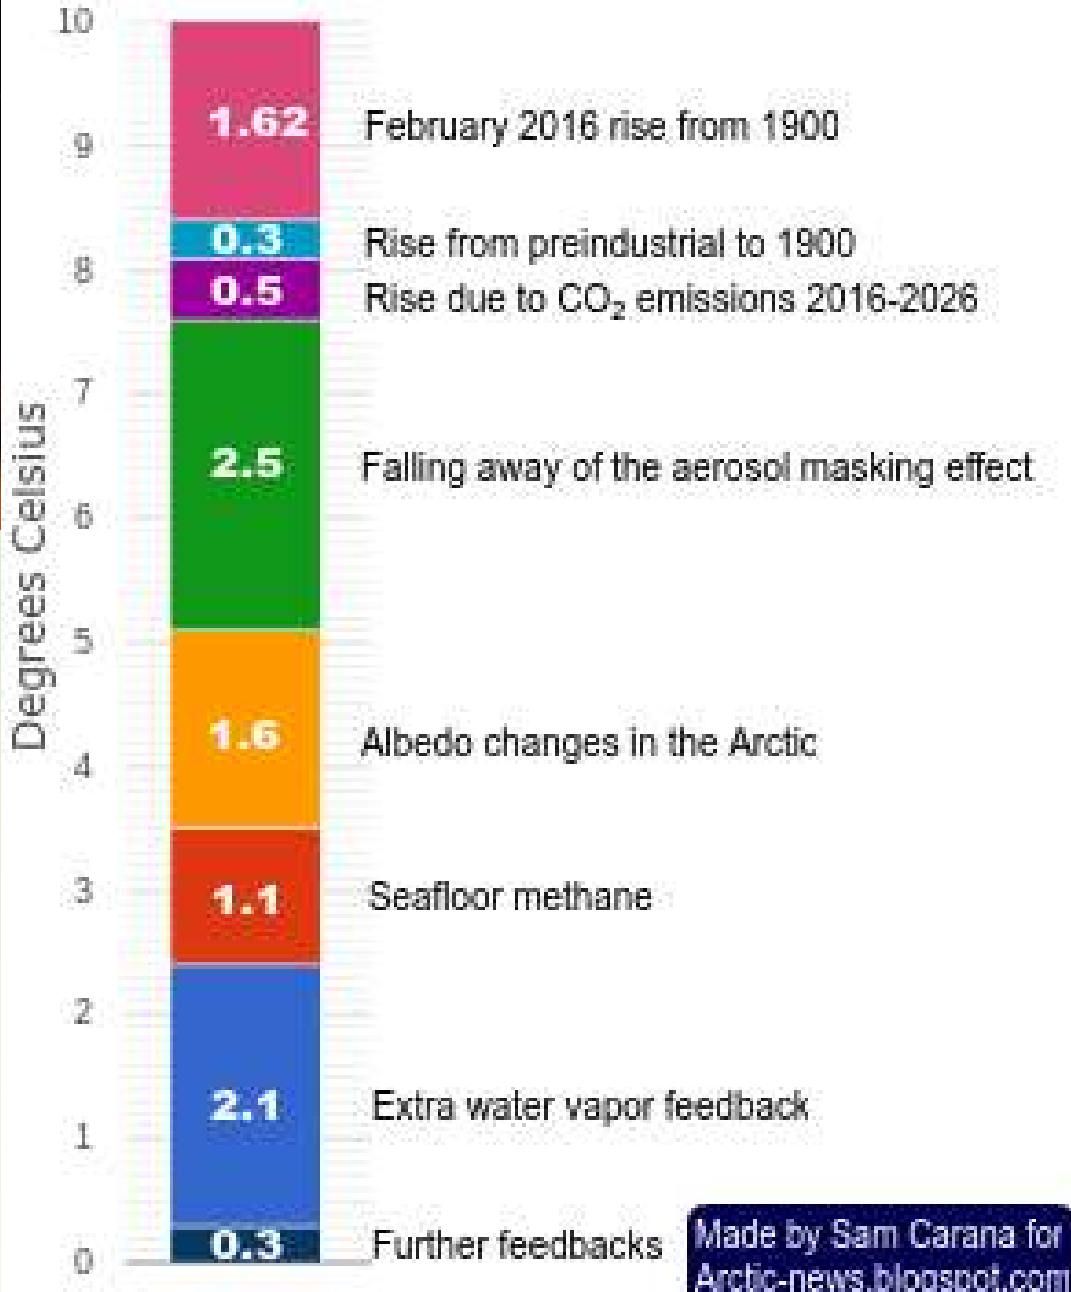 10
1.62
February 2016 rise from 1900
9
0.3
Rise from preindustrial to 1900
8
0.5
Rise due to CO₂ emissions 2016-2026
7
Degrees Celsius
2.5
Falling away of the aerosol masking effect
6
5
1.6
Albedo changes in the Arctic
4
3
1.1
Seafloor methane
2
2.1
Extra water vapor feedback
1
0.3
Further feedbacks
0
Made by Sam Carana for
Arctic-news.blogspot.com